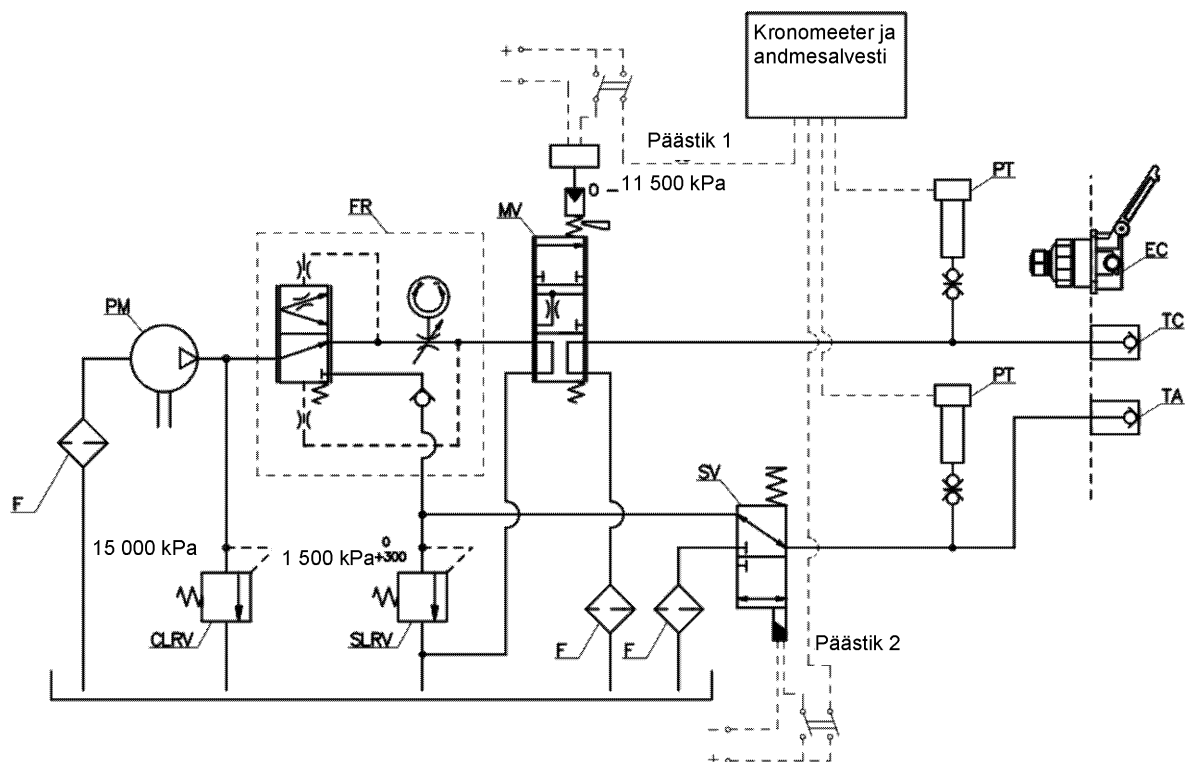 Kronomeeter ja
andmesalvesti
+
-
Päästik 1
0 – 11 500 kPa
PT
FR
MV
EC
PM
TC
PT
TA
SV
F
15 000 kPa
1 500 kPa 0
+300
CLRV
SLRV
F
F
Päästik 2
-
+